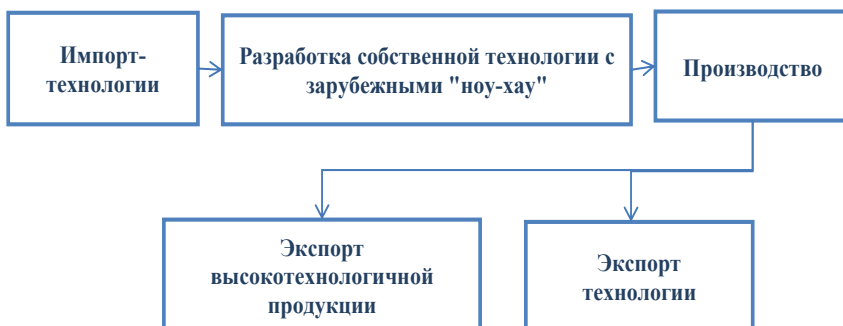 Импорт-
технологии
Разработка собственной технологии с
зарубежными "ноу-хау"
Производство
Экспорт
высокотехнологичной
продукции
Экспорт
технологии